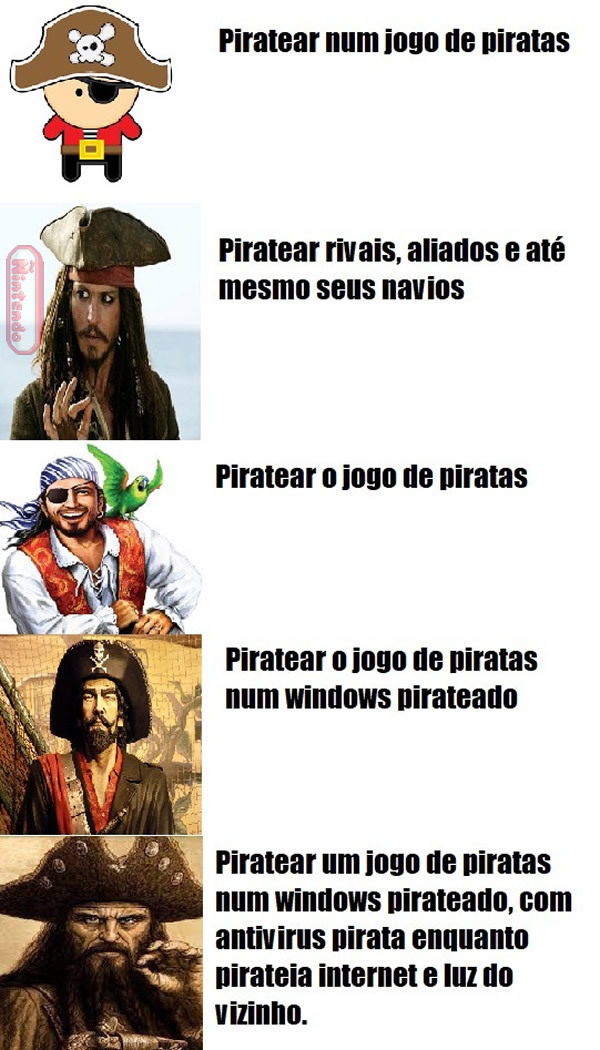 Piratear num jogo de piratas
Ñintendo
Piratear rivais, aliados e até
mesmo seus navios
Piratear o jogo de piratas
Piratear o jogo de piratas
num windows pirateado
Piratear um jogo de piratas
num windows pirateado, com
antivirus pirata enquanto
pirateia internet e luz do
vizinho.